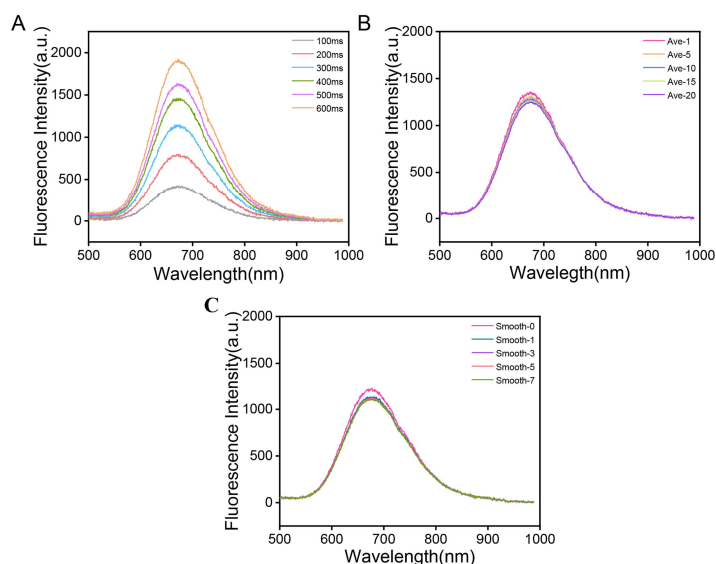 A
Fluorescence Intensity(a.u.)
2000
1500
1000
500
0
100ms
200ms
300ms
400ms
500ms
600ms
500 600 700 800 900 1000
Wavelength(nm)
B
Fluorescence Intensity(a.u.)
2000
1500
1000
500
0
Ave-1
Ave-5
Ave-10
Ave-15
Ave-20
500 600 700 800 900 1000
Wavelegth(nm)
C
Fluorescence Intensity(a.u.)
2000
1500
1000
500
0
Smooth-0
Smooth-1
Smooth-3
Smooth-5
Smooth-7
500 600 700 800 900 1000
Wavelength(nm)